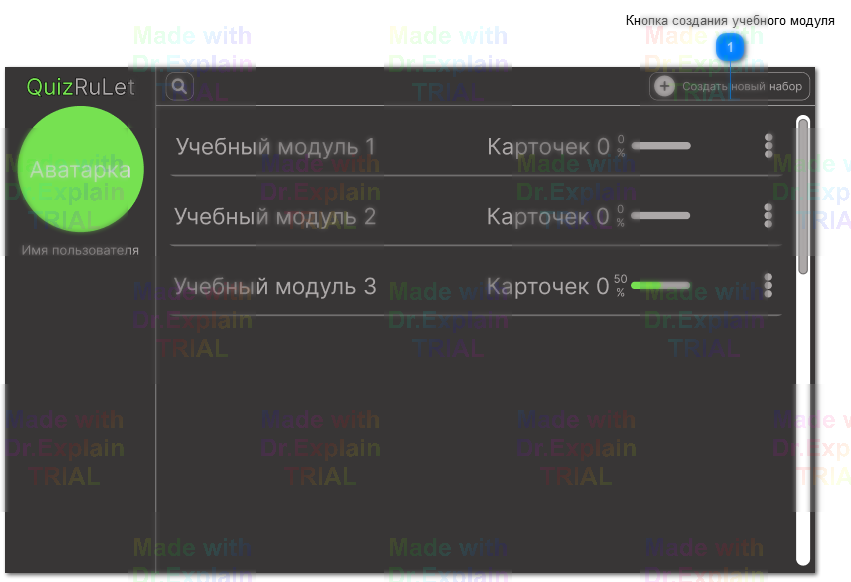 Кнопка создания учебного модуля
1
QuizRuLet
Создать новый набор
Аватарка
Имя пользователя
Учебный модуль 1 Карточек 0 0 %
Учебный модуль 2 Карточек 0 0 %
Учебный модуль 3 Карточек 0 50 %
Made with
Dr.Explain
TRIAL